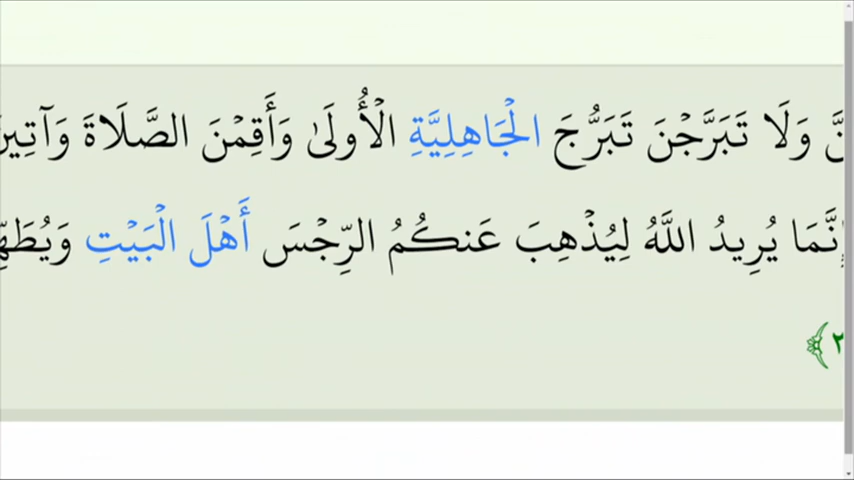 وَلَا تَبَرَّجْنَ تَبَرُّجَ الْجَاهِلِيَّةِ الْأُولَىٰ وَأَقِمْنَ الصَّلَاةَ
إِنَّمَا يُرِيدُ اللَّهُ لِيُذْهِبَ عَنكُمُ الرِّجْسَ أَهْلَ الْبَيْتِ